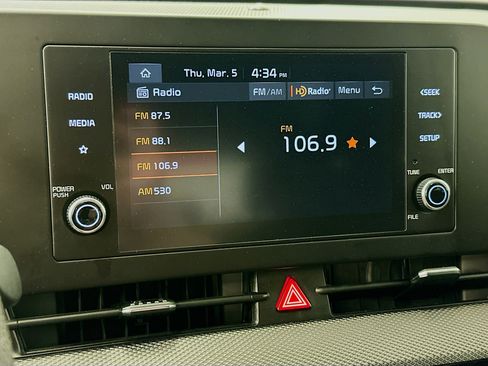 Thu, Mar. 5 4:34 PM
Radio FM/AM HD Radio Menu
FM 87.5
FM 88.1
FM 106.9
AM 530
FM
106.9
RADIO
MEDIA
POWER
PUSH
VOL
<SEEK
TRACK>
SETUP
TUNE
ENTER
FILE